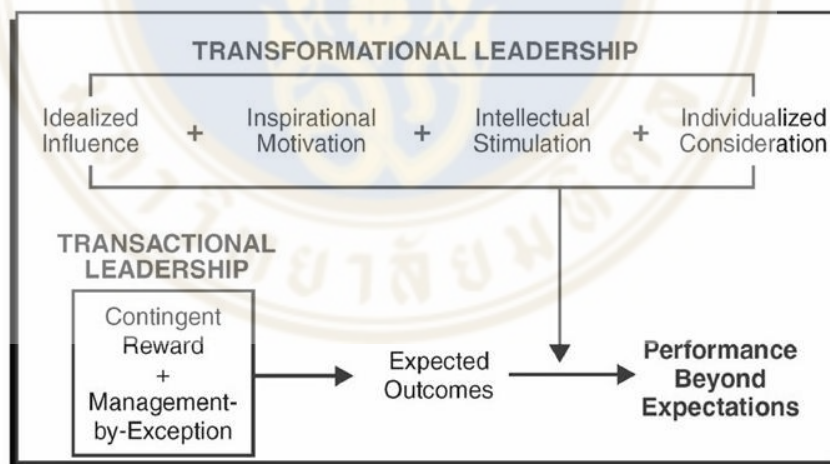 TRANSFORMATIONAL LEADERSHIP
Idealized
Influence
+
Inspirational
Motivation
+
Intellectual
Stimulation
+
Individualized
Consideration
TRANSACTIONAL
LEADERSHIP
Contingent
Reward
+
Management-
by-Exception
Expected
Outcomes
Performance
Beyond
Expectations